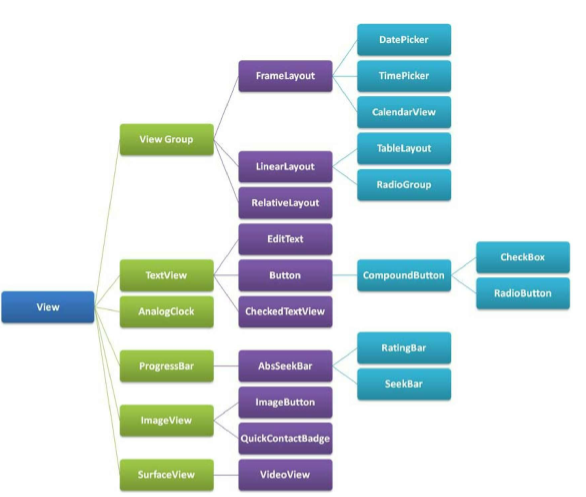 DatePicker
FrameLayout
TimePicker
CalendarView
View Group
TableLayout
LinearLayout
RadioGroup
RelativeLayout
EditText
CheckBox
TextView
Button
CompoundButton
RadioButton
View
AnalogClock
CheckedTextView
RatingBar
ProgressBar
AbsSeekBar
SeekBar
ImageButton
ImageView
QuickContactBadge
SurfaceView
VideoView